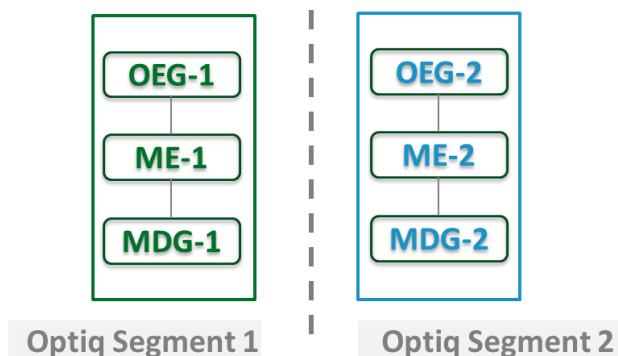 OEG-1
ME-1
MDG-1
Optiq Segment 1
OEG-2
ME-2
MDG-2
Optiq Segment 2